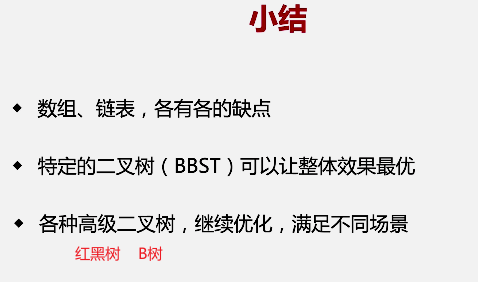 小结
◆ 数组、链表，各有各的缺点
◆ 特定的二叉树（BBST）可以让整体效果最优
◆ 各种高级二叉树，继续优化，满足不同场景
红黑树 B树